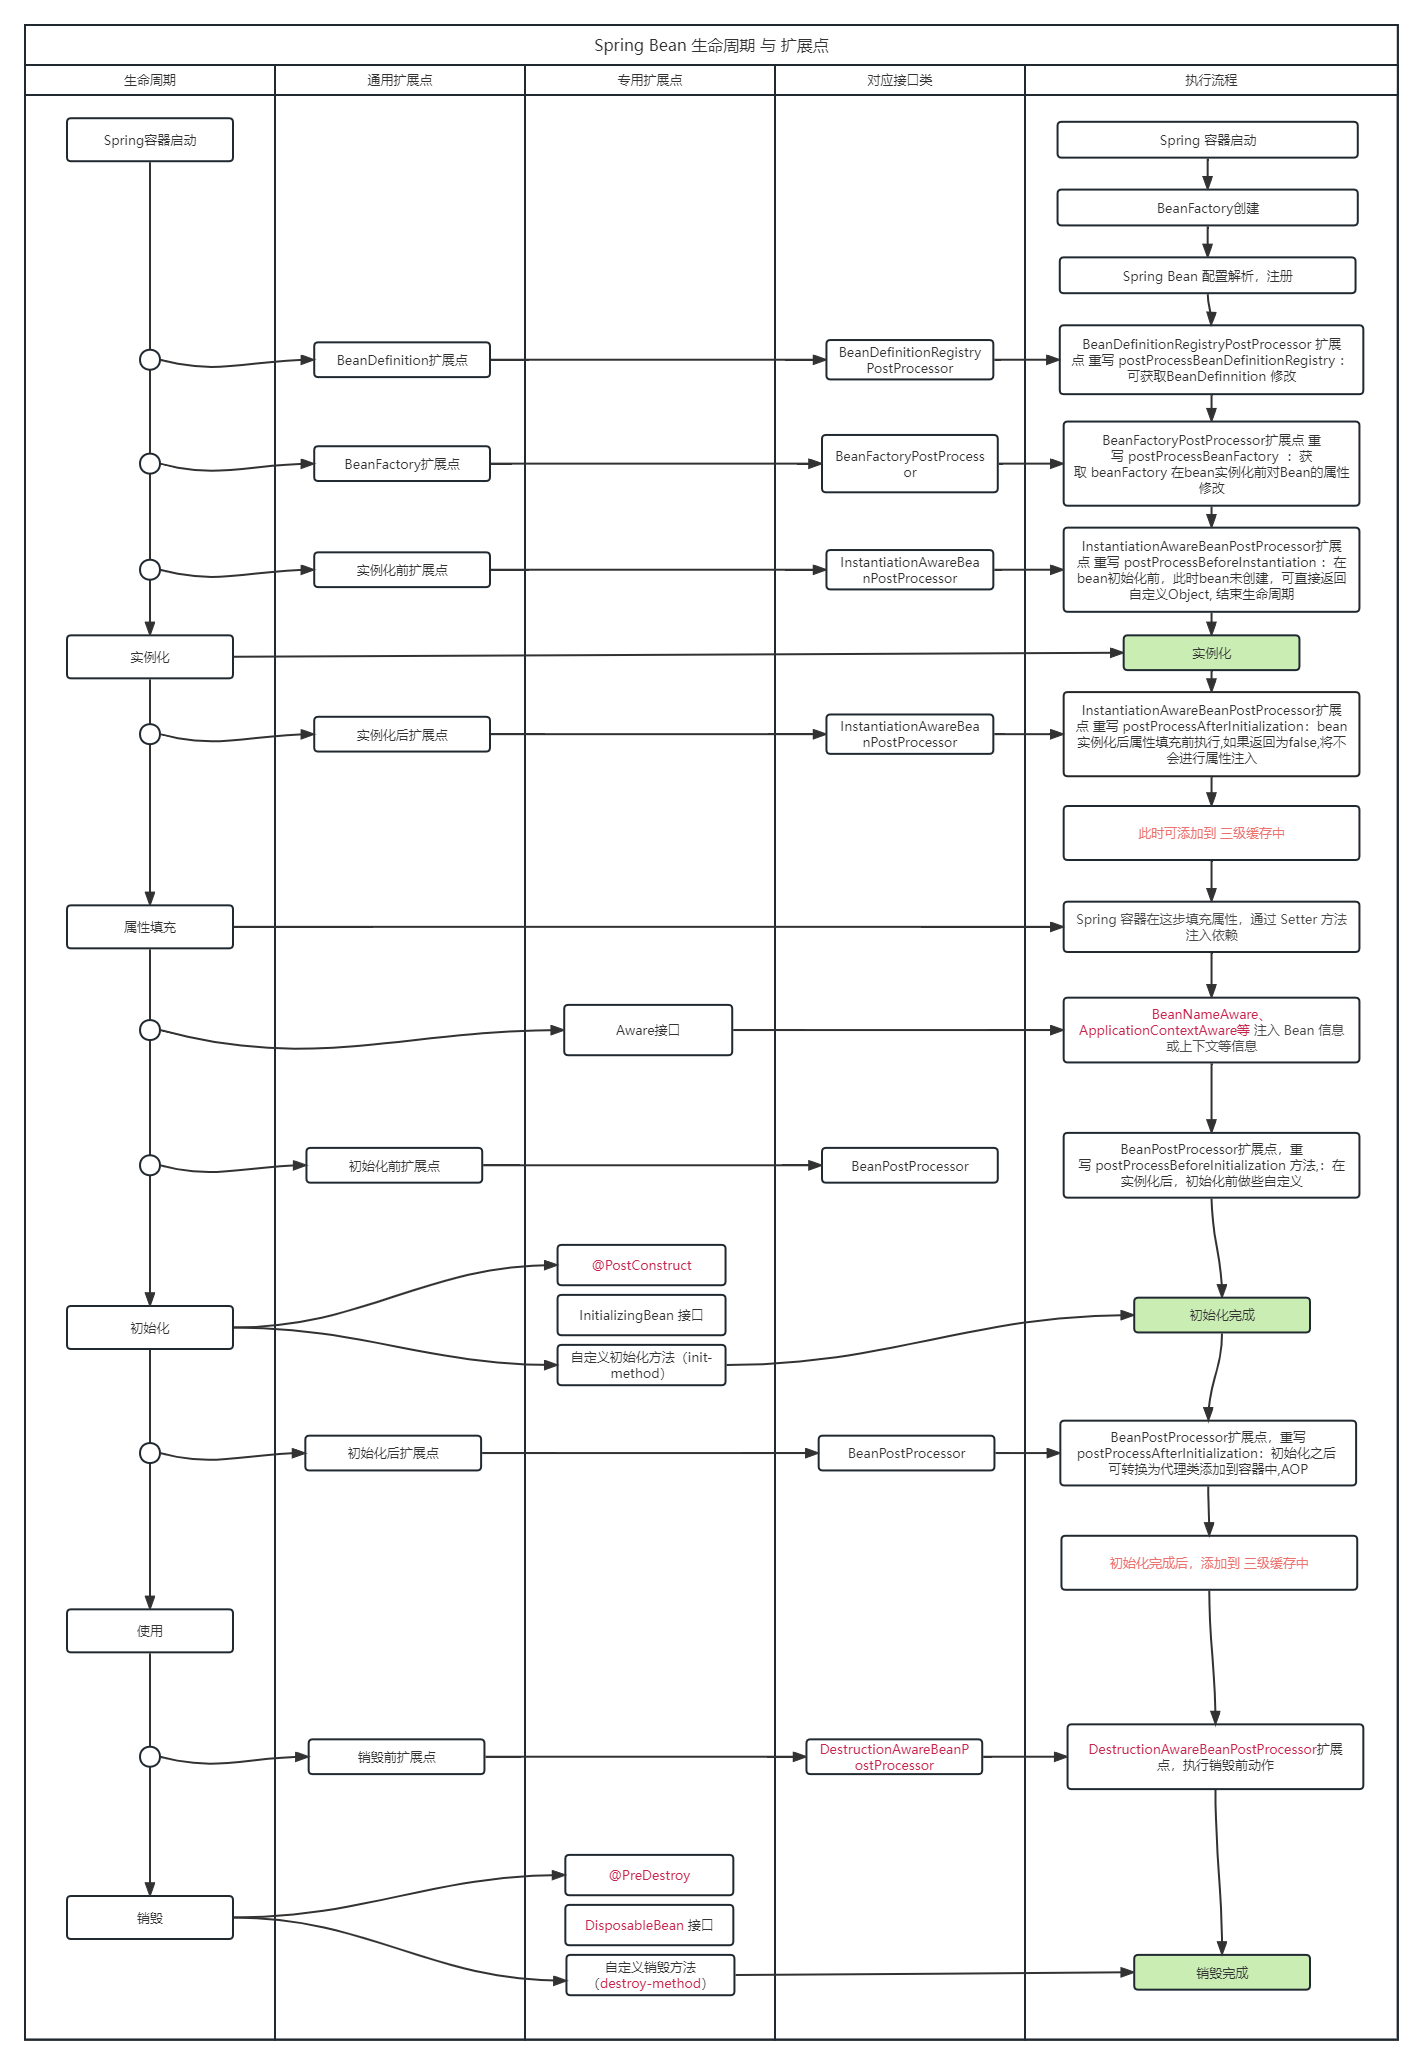 Spring Bean 生命周期 与 扩展点
生命周期
通用扩展点
专用扩展点
对应接口类
执行流程
Spring容器启动
Spring 容器启动
BeanFactory创建
Spring Bean 配置解析，注册
BeanDefinition扩展点
BeanDefinitionRegistry
PostProcessor
BeanDefinitionRegistryPostProcessor 扩展
点 重写 postProcessBeanDefinitionRegistry：
可获取BeanDefinnition 修改
BeanFactory扩展点
BeanFactoryPostProcess
or
BeanFactoryPostProcessor扩展点 重
写 postProcessBeanFactory ：获
取 beanFactory 在bean实例化前对Bean的属性
修改
实例化前扩展点
InstantiationAwareBea
nPostProcessor
InstantiationAwareBeanPostProcessor扩展
点 重写 postProcessBeforeInstantiation：在
bean初始化前，此时bean未创建，可直接返回
自定义Object, 结束生命周期
实例化
实例化
实例化后扩展点
InstantiationAwareBea
nPostProcessor
InstantiationAwareBeanPostProcessor扩展
点 重写 postProcessAfterInitialization：bean
实例化后属性填充前执行,如果返回为false,将不
会进行属性注入
此时可添加到 三级缓存中
属性填充
Spring 容器在这步填充属性，通过 Setter 方法
注入依赖
Aware接口
BeanNameAware、
ApplicationContextAware等 注入 Bean 信息
或上下文等信息
初始化前扩展点
BeanPostProcessor
BeanPostProcessor扩展点，重
写 postProcessBeforeInitialization 方法,：在
实例化后，初始化前做些自定义
@PostConstruct
初始化
InitializingBean 接口
初始化完成
自定义初始化方法（init-
method）
初始化后扩展点
BeanPostProcessor
BeanPostProcessor扩展点，重写
postProcessAfterInitialization：初始化之后
可转换为代理类添加到容器中,AOP
初始化完成后，添加到 三级缓存中
使用
销毁前扩展点
DestructionAwareBeanP
ostProcessor
DestructionAwareBeanPostProcessor扩展
点，执行销毁前动作
@PreDestroy
销毁
DisposableBean 接口
自定义销毁方法
（destroy-method）
销毁完成